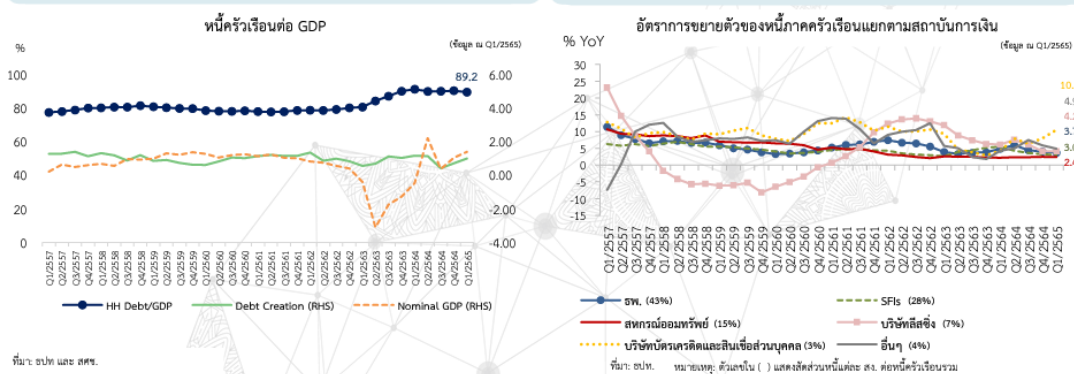 หนี้ครัวเรือนต่อ GDP
%
(ข้อมูล ณ Q1/2565)
89.2
100
80
60
40
20
0
6.00
4.00
2.00
0.00
-2.00
-4.00
Q1/2557
Q2/2557
Q3/2557
Q4/2557
Q1/2558
Q2/2558
Q3/2558
Q4/2558
Q1/2559
Q2/2559
Q3/2559
Q4/2559
Q1/2560
Q2/2560
Q3/2560
Q4/2560
Q1/2561
Q2/2561
Q3/2561
Q4/2561
Q1/2562
Q2/2562
Q3/2562
Q4/2562
Q1/2563
Q2/2563
Q3/2563
Q4/2563
Q1/2564
Q2/2564
Q3/2564
Q4/2564
Q1/2565
HH Debt/GDP Debt Creation (RHS) Nominal GDP (RHS)
ที่มา: ธปท และ สศช.
อัตราการขยายตัวของหนี้ภาคครัวเรือนแยกตามสถาบันการเงิน
% YoY
(ข้อมูล ณ Q1/2565)
30
25
20
15
10
5
0
-5
-10
-15
2.4
Q1/2557
Q2/2557
Q3/2557
Q4/2557
Q1/2558
Q2/2558
Q3/2558
Q4/2558
Q1/2559
Q2/2559
Q3/2559
Q4/2559
Q1/2560
Q2/2560
Q3/2560
Q4/2560
Q1/2561
Q2/2561
Q3/2561
Q4/2561
Q1/2562
Q2/2562
Q3/2562
Q4/2562
Q1/2563
Q2/2563
Q3/2563
Q4/2563
Q1/2564
Q2/2564
Q3/2564
Q4/2564
Q1/2565
ธพ. (43%) SFIs (28%)
สหกรณ์ออมทรัพย์ (15%) บริษัทลีสซิ่ง (7%)
บริษัทบัตรเครดิตและสินเชื่อส่วนบุคคล (3%) อื่นๆ (4%)
ที่มา: ธปท. หมายเหตุ: ตัวเลขใน ( ) แสดงสัดส่วนหนี้แต่ละ สง. ต่อหนี้ครัวเรือนรวม